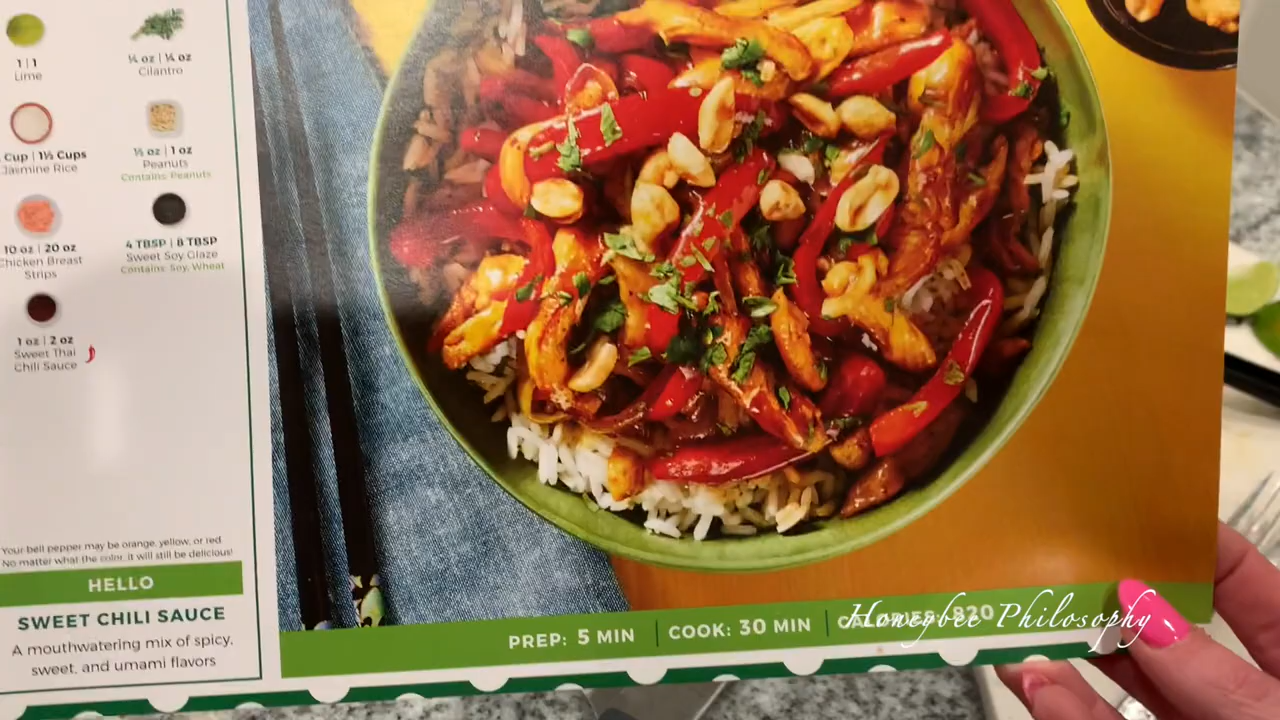 1 | 1
Lime
¼ oz | ¼ oz
Cilantro
Cup | 1½ Cups
Jasmine Rice
½ oz | 1 oz
Peanuts
Contains: Peanuts
10 oz | 20 oz
Chicken Breast
Strips
4 TBSP | 8 TBSP
Sweet Soy Glaze
Contains: Soy, Wheat
1 oz | 2 oz
Sweet Thai
Chili Sauce
Your bell pepper may be orange, yellow, or red.
No matter what the color, it will still be delicious!
HELLO
SWEET CHILI SAUCE
A mouthwatering mix of spicy,
sweet, and umami flavors
PREP: 5 MIN | COOK: 30 MIN | CALORIES: 820
Honeybee Philosophy